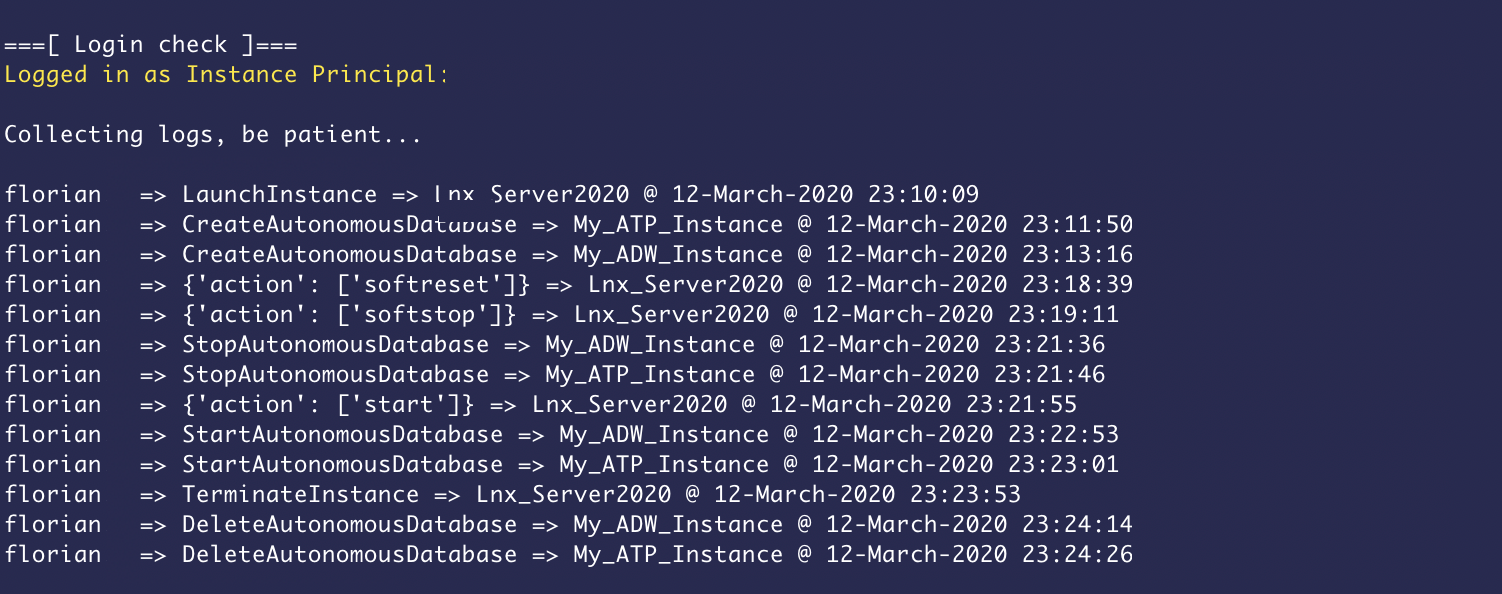 ===[ Login check ]===
Logged in as Instance Principal:
Collecting logs, be patient...
florian => LaunchInstance => Lnx Server2020 @ 12-March-2020 23:10:09
florian => CreateAutonomousDatabase => My_ATP_Instance @ 12-March-2020 23:11:50
florian => CreateAutonomousDatabase => My_ADW_Instance @ 12-March-2020 23:13:16
florian => {'action': ['softreset']} => Lnx_Server2020 @ 12-March-2020 23:18:39
florian => {'action': ['softstop']} => Lnx_Server2020 @ 12-March-2020 23:19:11
florian => StopAutonomousDatabase => My_ADW_Instance @ 12-March-2020 23:21:36
florian => StopAutonomousDatabase => My_ATP_Instance @ 12-March-2020 23:21:46
florian => {'action': ['start']} => Lnx_Server2020 @ 12-March-2020 23:21:55
florian => StartAutonomousDatabase => My_ADW_Instance @ 12-March-2020 23:22:53
florian => StartAutonomousDatabase => My_ATP_Instance @ 12-March-2020 23:23:01
florian => TerminateInstance => Lnx_Server2020 @ 12-March-2020 23:23:53
florian => DeleteAutonomousDatabase => My_ADW_Instance @ 12-March-2020 23:24:14
florian => DeleteAutonomousDatabase => My_ATP_Instance @ 12-March-2020 23:24:26